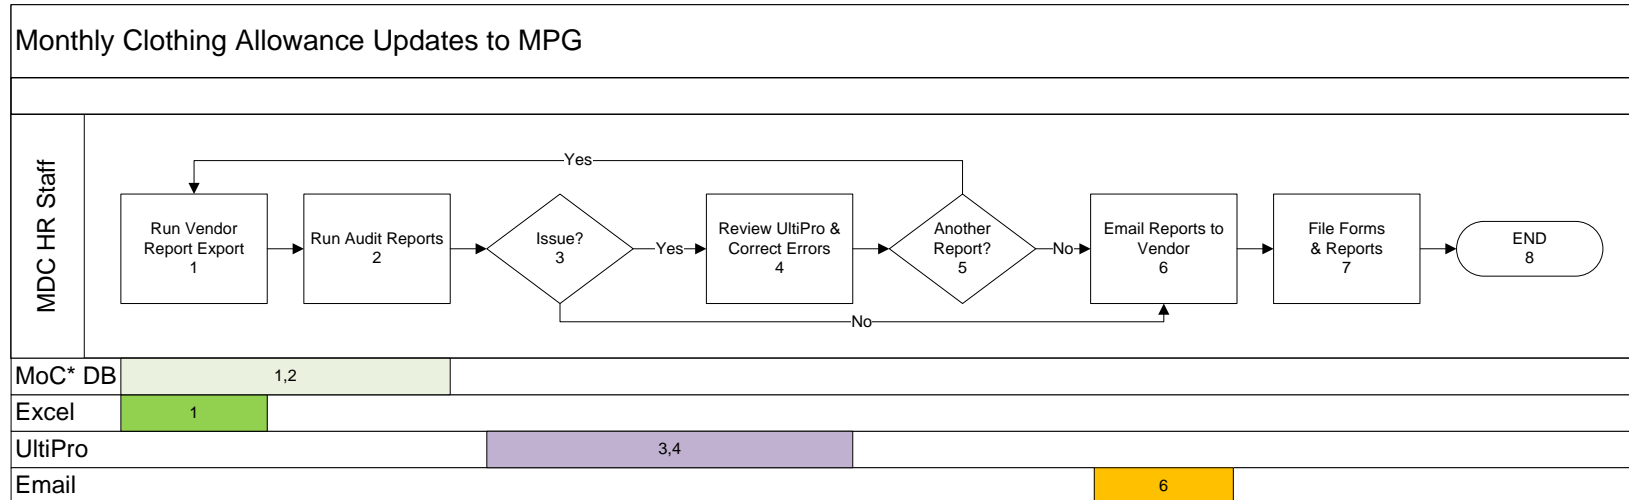 Monthly Clothing Allowance Updates to MPG
MDC HR Staff
Yes
Run Vendor
Report Export
1
Run Audit Reports
2
Issue?
3
Yes
Review UltiPro &
Correct Errors
4
Another
Report?
5
No
Email Reports to
Vendor
6
File Forms
& Reports
7
END
8
No
MoC* DB
1,2
Excel
1
UltiPro
3,4
Email
6